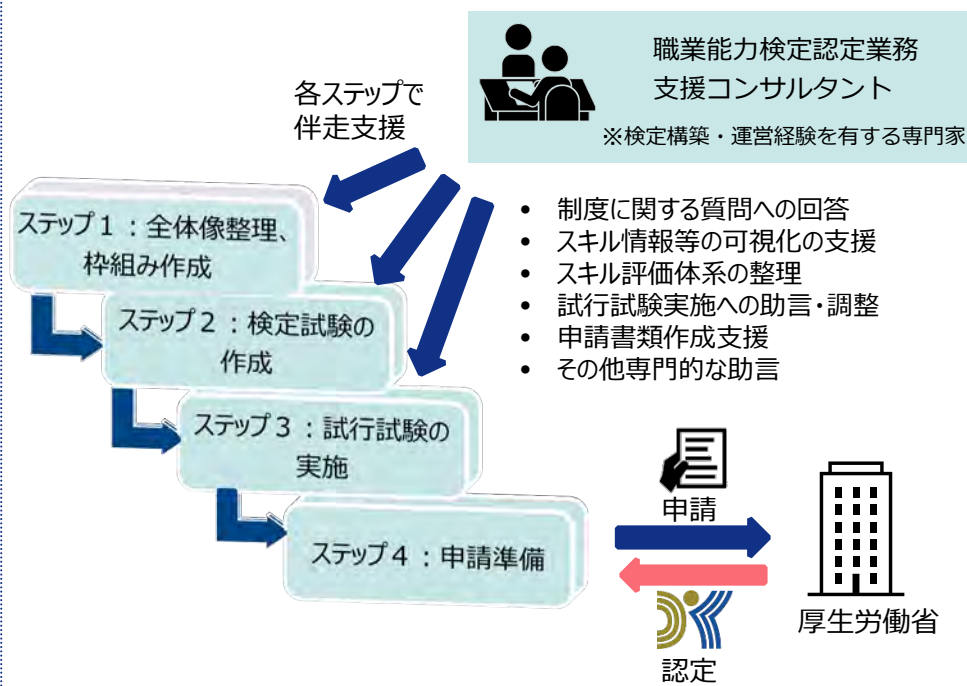 職業能力検定認定業務
支援コンサルタント
※検定構築・運営経験を有する専門家
各ステップで
伴走支援
ステップ1：全体像整理、
枠組み作成
ステップ2：検定試験の
作成
ステップ3：試行試験の
実施
ステップ4：申請準備
• 制度に関する質問への回答
• スキル情報等の可視化の支援
• スキル評価体系の整理
• 試行試験実施への助言・調整
• 申請書類作成支援
• その他専門的な助言
申請
認定
厚生労働省